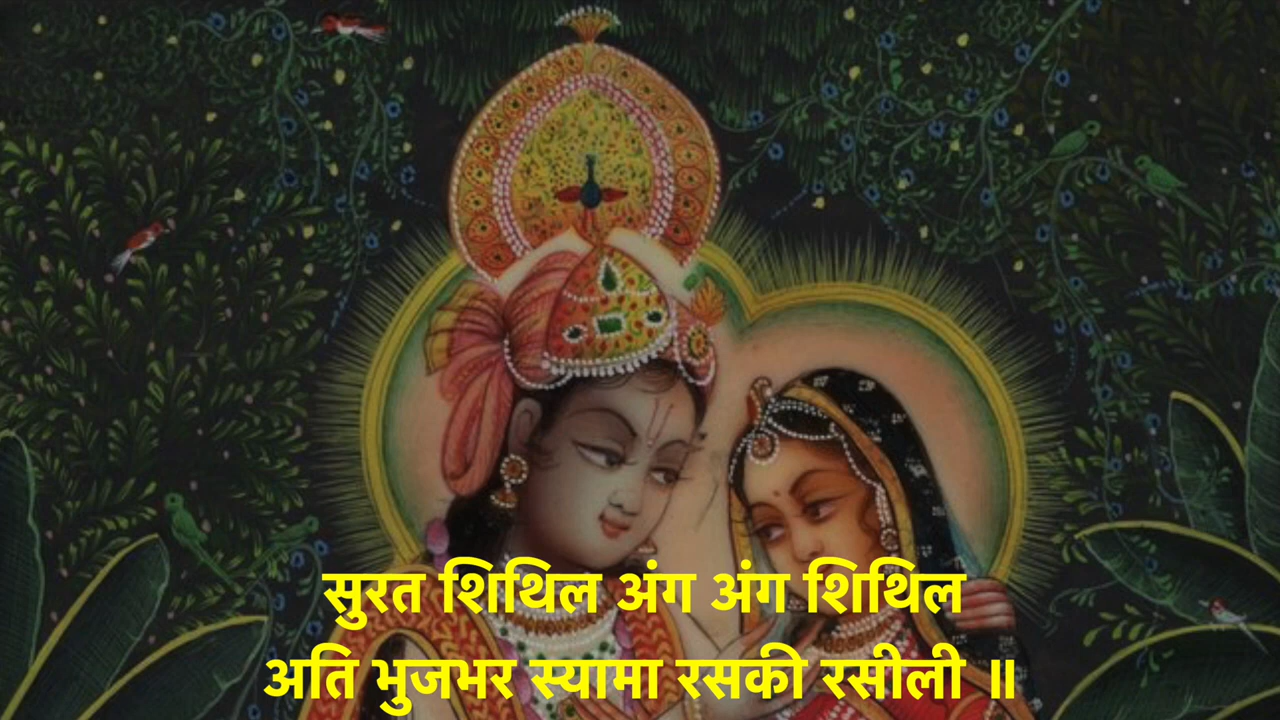 सुरत शिथिल अंग अंग शिथिल
अति भुजभर स्यामा रसकी रसीली ॥